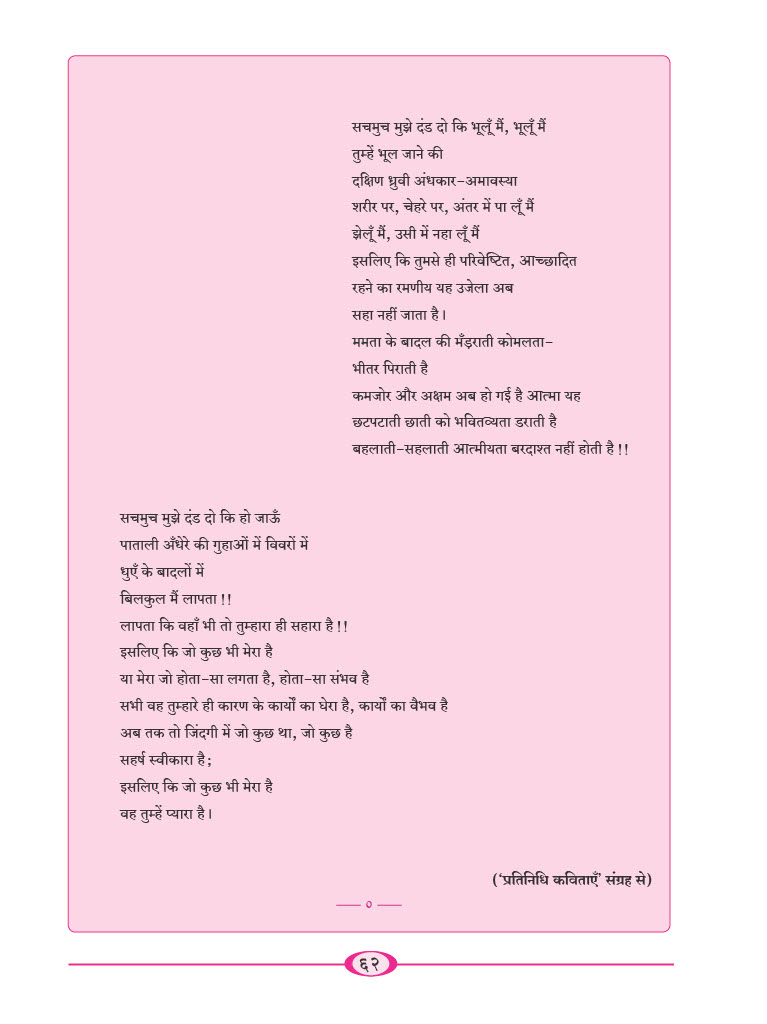 सचमुच मुझे दंड दो कि भूलूँ मैं, भूलूँ मैं
तुम्हें भूल जाने की
दक्षिण ध्रुवी अंधकार-अमावस्या
शरीर पर, चेहरे पर, अंतर में पा लूँ मैं
झेलूँ मैं, उसी में नहा लूँ मैं
इसलिए कि तुमसे ही परिवेष्टित, आच्छादित
रहने का रमणीय यह उजेला अब
सहा नहीं जाता है।
ममता के बादल की मँड़राती कोमलता-
भीतर पिराती है
कमजोर और अक्षम अब हो गई है आत्मा यह
छटपटाती छाती को भवितव्यता डराती है
बहलाती-सहलाती आत्मीयता बरदाश्त नहीं होती है !!
सचमुच मुझे दंड दो कि हो जाऊँ
पाताली अँधेरे की गुहाओं में विवरों में
धुएँ के बादलों में
बिलकुल मैं लापता !!
लापता कि वहाँ भी तो तुम्हारा ही सहारा है !!
इसलिए कि जो कुछ भी मेरा है
या मेरा जो होता-सा लगता है, होता-सा संभव है
सभी वह तुम्हारे ही कारण के कार्यों का घेरा है, कार्यों का वैभव है
अब तक तो जिंदगी में जो कुछ था, जो कुछ है
सहर्ष स्वीकारा है;
इसलिए कि जो कुछ भी मेरा है
वह तुम्हें प्यारा है।
(‘प्रतिनिधि कविताएँ’ संग्रह से)
— ० —
६२